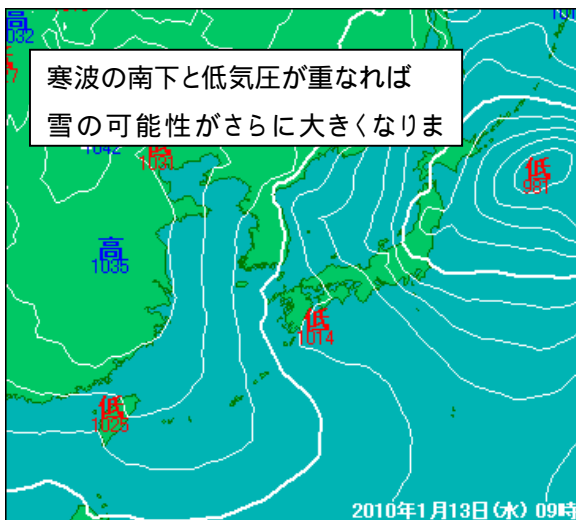 高
1032
寒波の南下と低気圧が重なれば
雪の可能性がさらに大きくなりま
1042
1031
低
981
高
1035
低
1014
低
1025
2010年1月13日(水) 09時